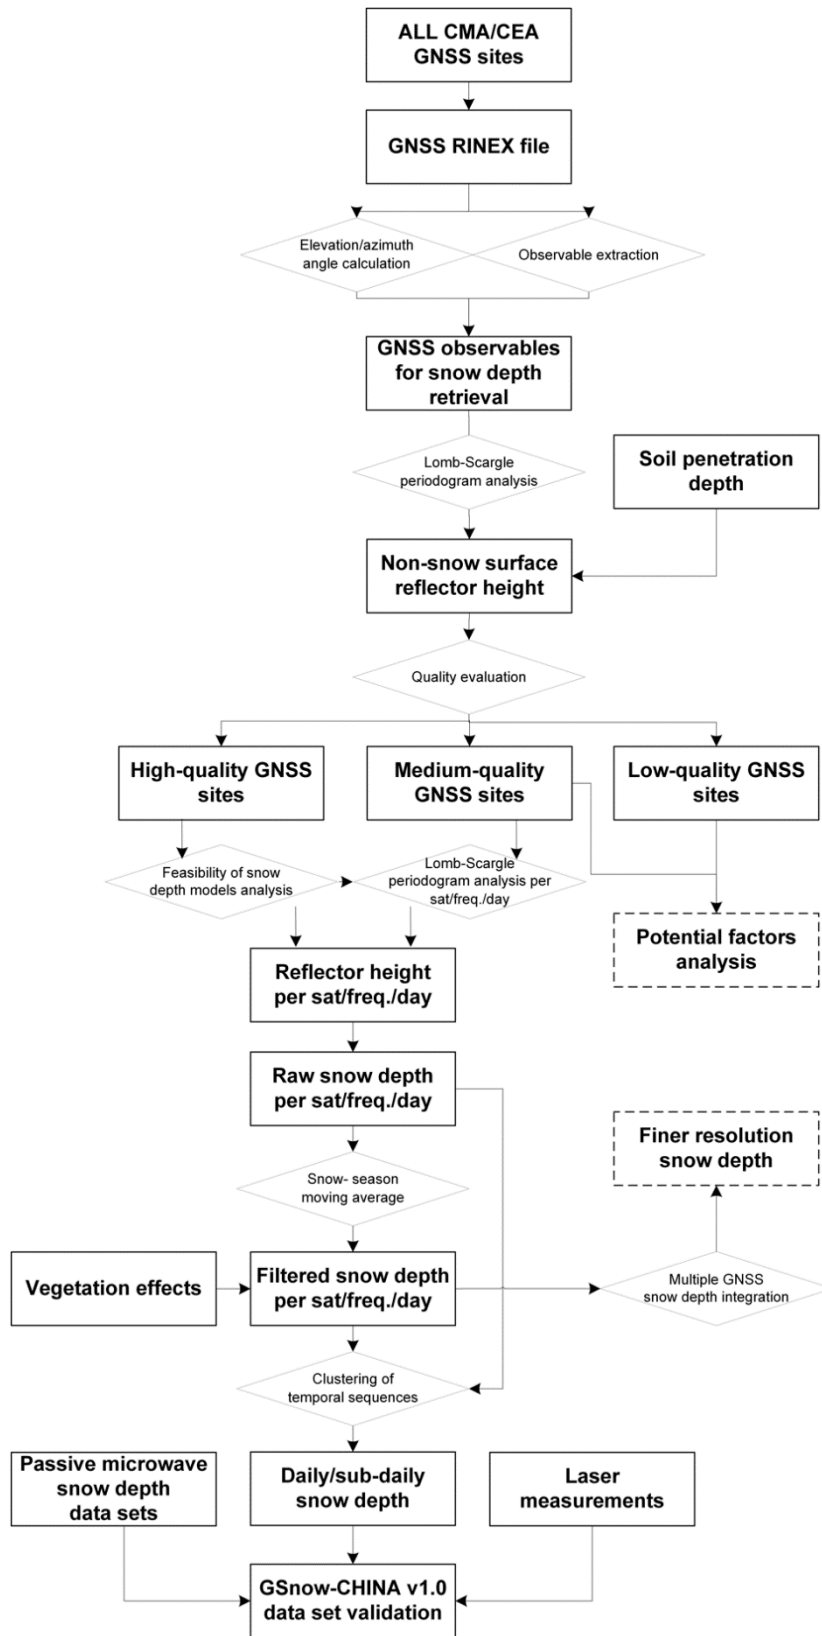 ALL CMA/CEA
GNSS sites
GNSS RINEX file
Elevation/azimuth
angle calculation
Observable extraction
GNSS observables
for snow depth
retrieval
Lomb-Scargle
periodogram analysis
Soil penetration
depth
Non-snow surface
reflector height
Quality evaluation
High-quality GNSS
sites
Medium-quality
GNSS sites
Low-quality GNSS
sites
Feasibility of snow
depth models analysis
Lomb-Scargle
periodogram analysis per
sat/freq./day
Potential factors
analysis
Reflector height
per sat/freq./day
Raw snow depth
per sat/freq./day
Finer resolution
snow depth
Snow- season
moving average
Vegetation effects
Filtered snow depth
per sat/freq./day
Multiple GNSS
snow depth integration
Clustering of
temporal sequences
Passive microwave
snow depth
data sets
Daily/sub-daily
snow depth
Laser
measurements
GSnow-CHINA v1.0
data set validation